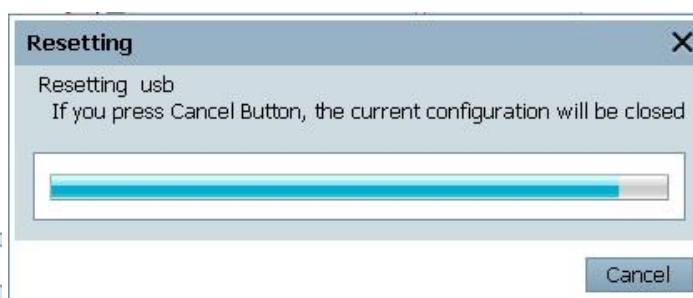 Resetting
Resetting usb
If you press Cancel Button, the current configuration will be closed
Cancel